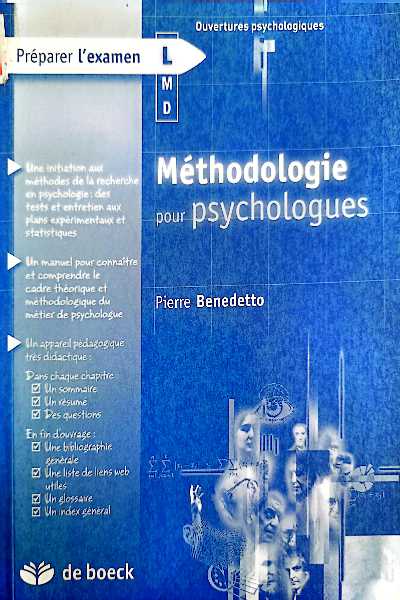 Ouvertures psychologiques
Préparer l'examen
L
M
D
Méthodologie
pour psychologues
Pierre Benedetto
Une initiation aux
méthodes de la recherche
en psychologie : des
tests et entretien aux
plans expérimentaux et
statistiques
Un manuel pour connaître
et comprendre le
cadre théorique et
méthodologique du
métier de psychologue
Un appareil pédagogique
très didactique :
Dans chaque chapitre :
Un sommaire
Un résumé
Des questions
En fin d'ouvrage :
Une bibliographie
générale
Une liste de liens web
utiles
Un glossaire
Un index général
de boeck